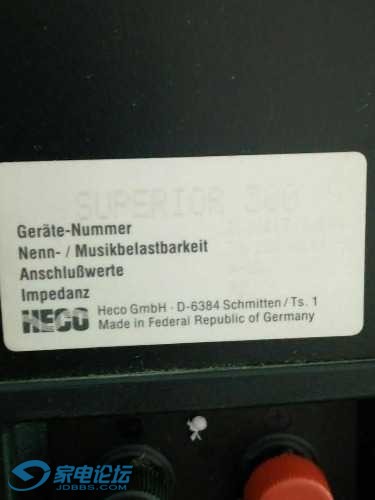 SUPERIOR
Geräte-Nummer
Nenn- / Musikbelastbarkeit
Anschlußwerte
Impedanz
HECO
Heco GmbH · D-6384 Schmitten/Ts. 1
Made in Federal Republic of Germany
家电论坛
JDBBS.COM